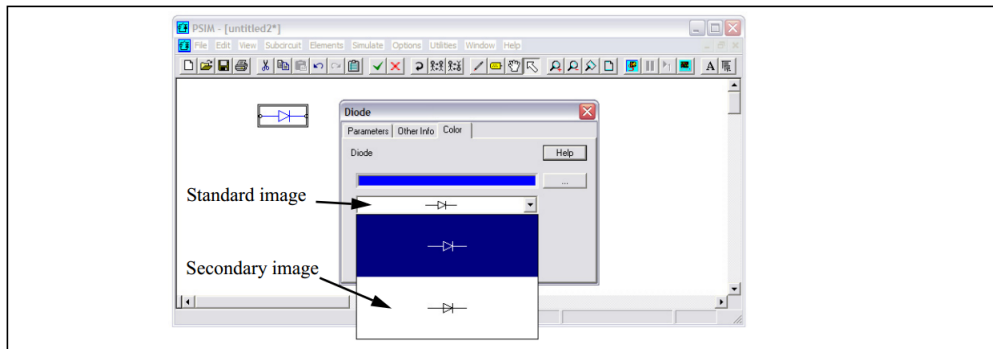 PSIM - [untitled2*]
File Edit View Subcircuit Elements Simulate Options Utilities Window Help
A
Diode
Parameters Other Info Color
Diode
Help
...
Standard image
Secondary image